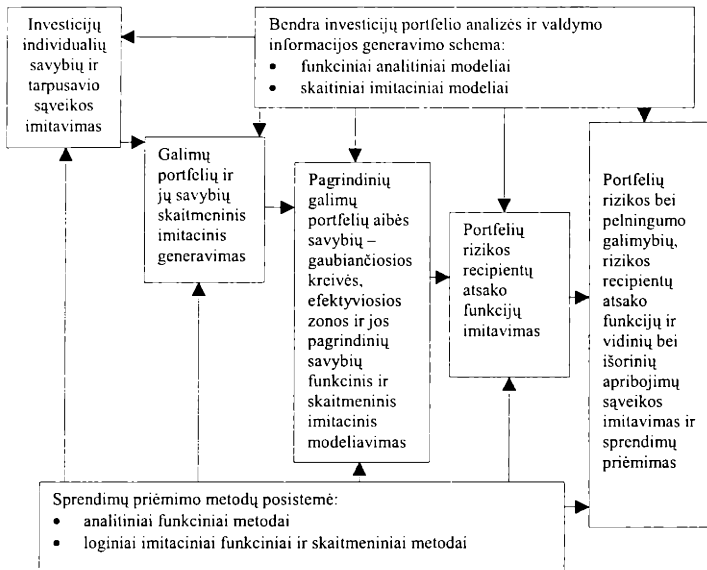 Investicijų
individualių
savybių ir
tarpusavio
sąveikos
imitavimas
Bendra investicijų portfelio analizės ir valdymo
informacijos generavimo schema:
• funkciniai analitiniai modeliai
• skaitiniai imitaciniai modeliai
Galimų
portfelių ir
jų savybių
skaitmeninis
imitacinis
generavimas
Pagrindinių
galimų
portfelių aibės
savybių –
gaubiančiosios
kreivės,
efektyviosios
zonos ir jos
pagrindinių
savybių
funkcinis ir
skaitmeninis
imitacinis
modeliavimas
Portfelių
rizikos
recipientų
atsako
funkcijų
imitavimas
Portfelių
rizikos bei
pelningumo
galimybių,
rizikos
recipientų
atsako
funkcijų ir
vidinių bei
išorinių
apribojimų
sąveikos
imitavimas ir
sprendimų
priėmimas
Sprendimų priėmimo metodų posistemė:
• analitiniai funkciniai metodai
• loginiai imitaciniai funkciniai ir skaitmeniniai metodai